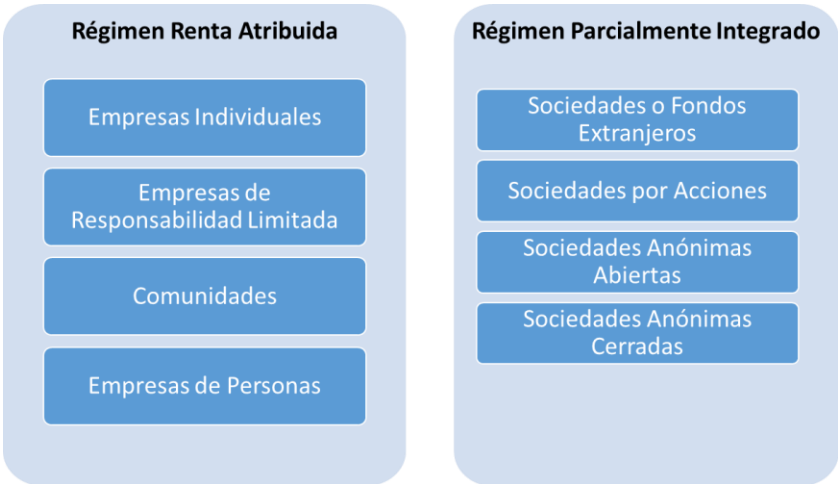 Régimen Renta Atribuida
Empresas Individuales
Empresas de
Responsabilidad Limitada
Comunidades
Empresas de Personas
Régimen Parcialmente Integrado
Sociedades o Fondos
Extranjeros
Sociedades por Acciones
Sociedades Anónimas
Abiertas
Sociedades Anónimas
Cerradas